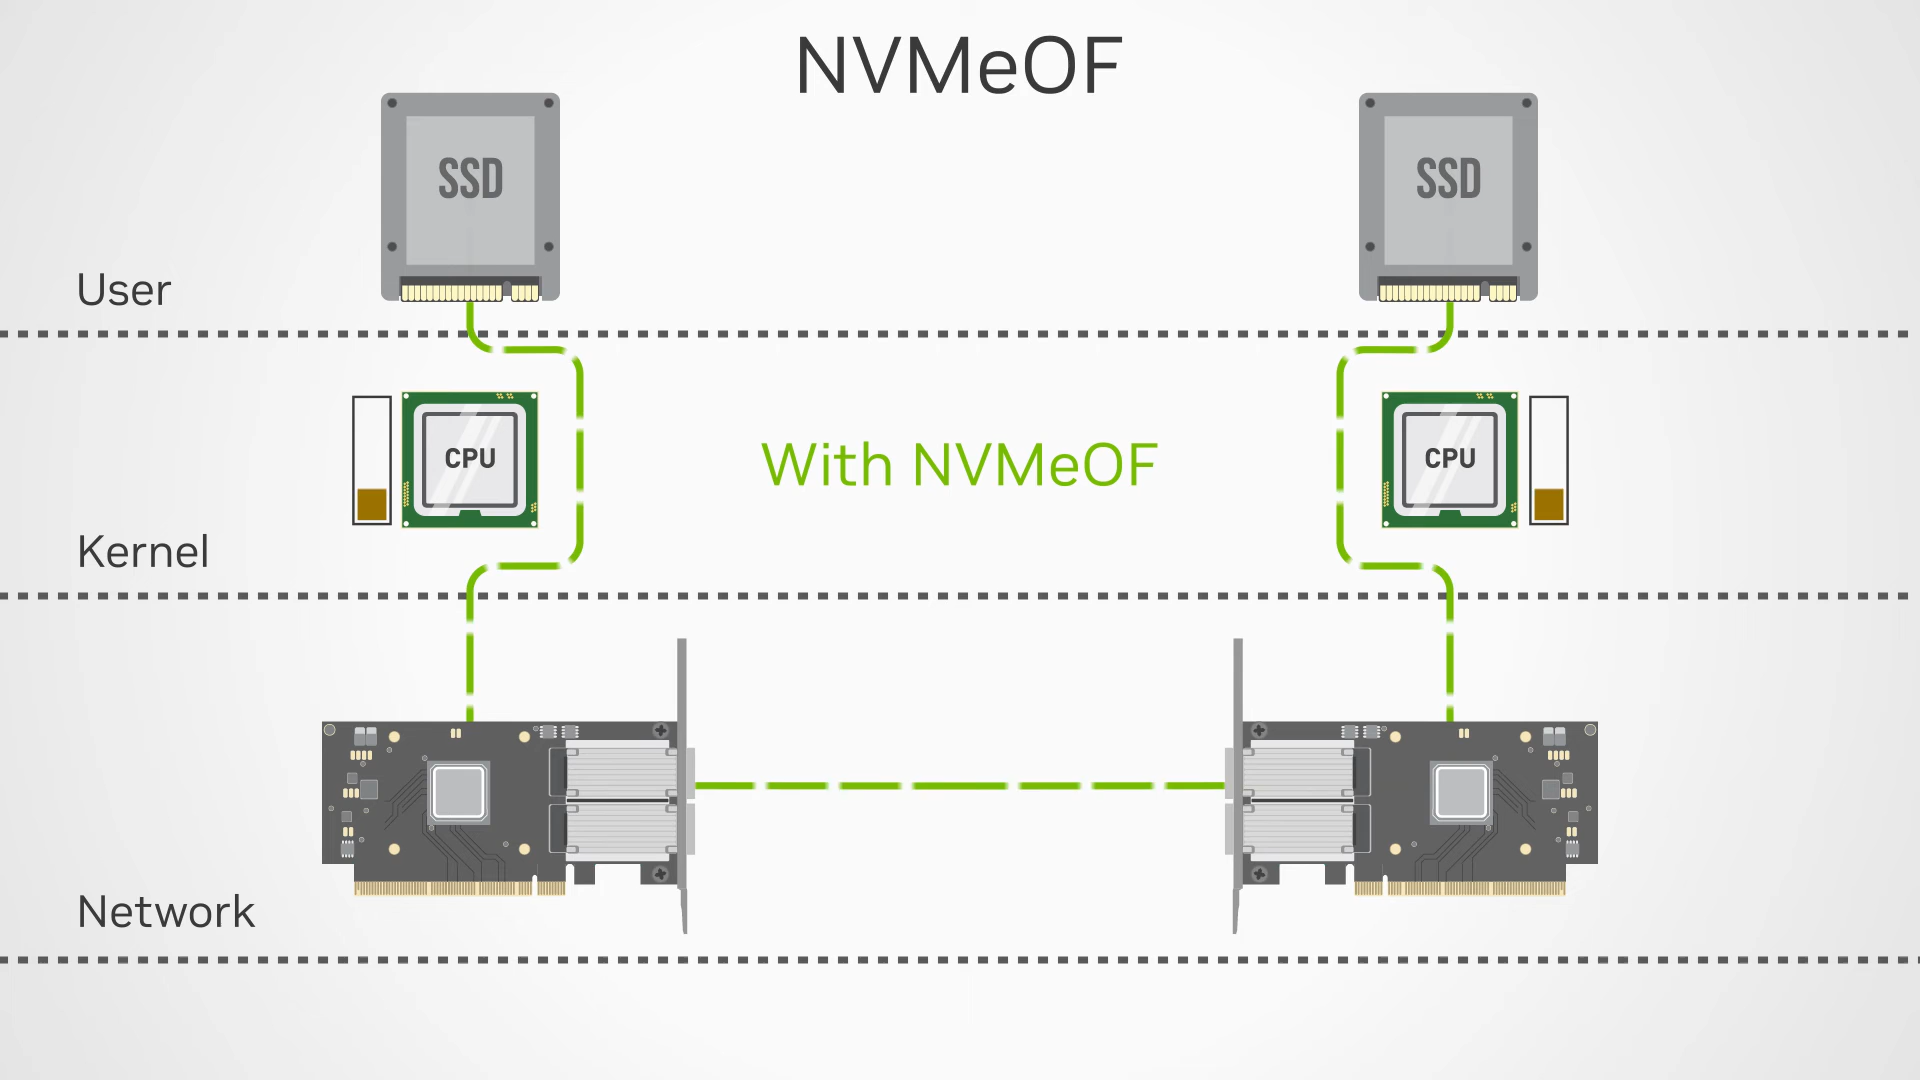 NVMeOF
SSD
SSD
User
CPU
With NVMeOF
CPU
Kernel
Network